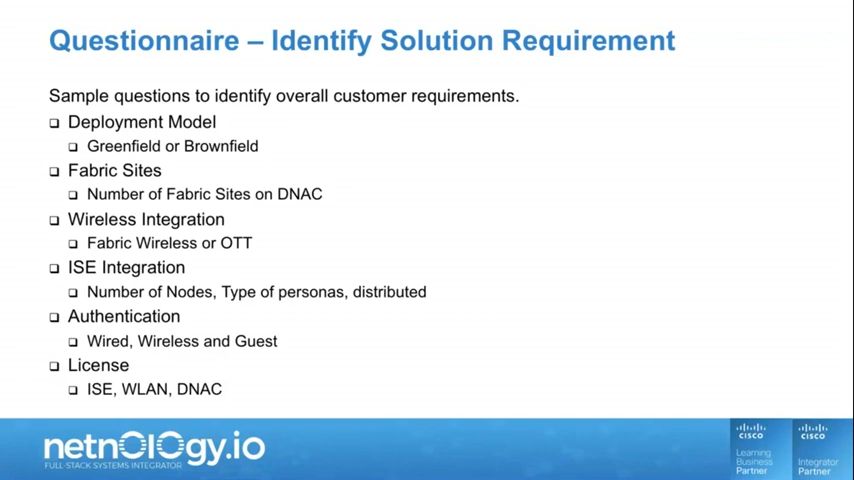 Questionnaire – Identify Solution Requirement
Sample questions to identify overall customer requirements.
Deployment Model
Greenfield or Brownfield
Fabric Sites
Number of Fabric Sites on DNAC
Wireless Integration
Fabric Wireless or OTT
ISE Integration
Number of Nodes, Type of personas, distributed
Authentication
Wired, Wireless and Guest
License
ISE, WLAN, DNAC
netnology.io
FULL-STACK SYSTEMS INTEGRATOR
CISCO
Learning
Business
Partner
CISCO
Integrator
Partner